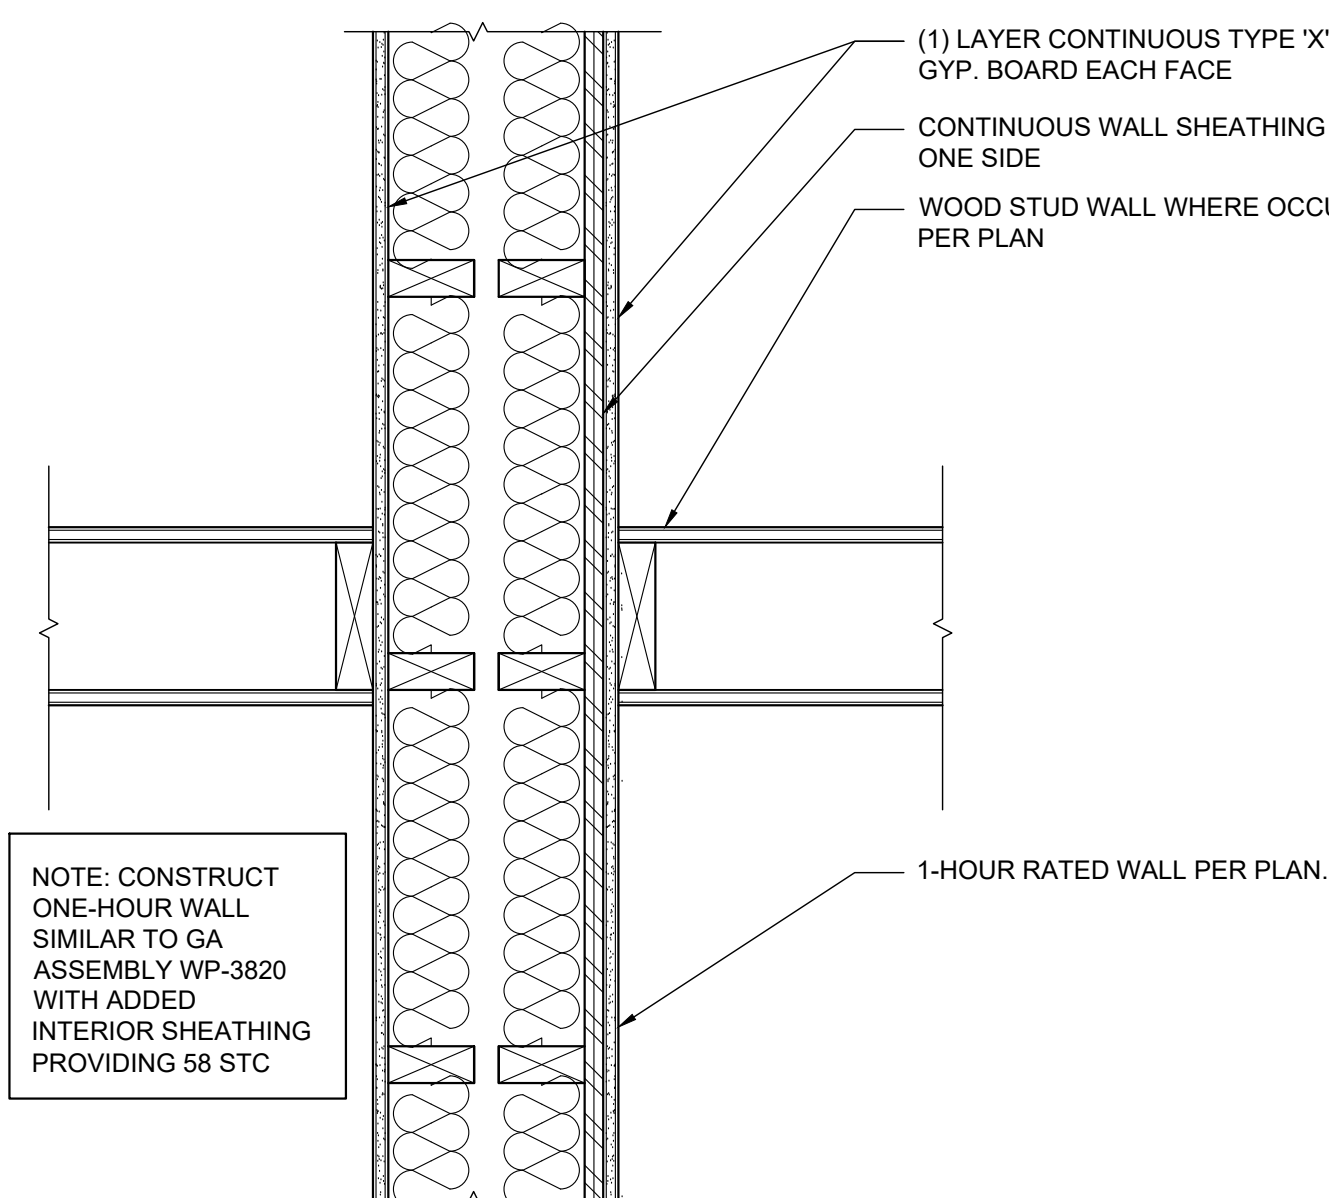 (1) LAYER CONTINUOUS TYPE 'X'
GYP. BOARD EACH FACE
CONTINUOUS WALL SHEATHING
ONE SIDE
WOOD STUD WALL WHERE
PER PLAN
1-HOUR RATED WALL PER PLAN.
NOTE: CONSTRUCT
ONE-HOUR WALL
SIMILAR TO GA
ASSEMBLY WP-3820
WITH ADDED
INTERIOR SHEATHING
PROVIDING 58 STC